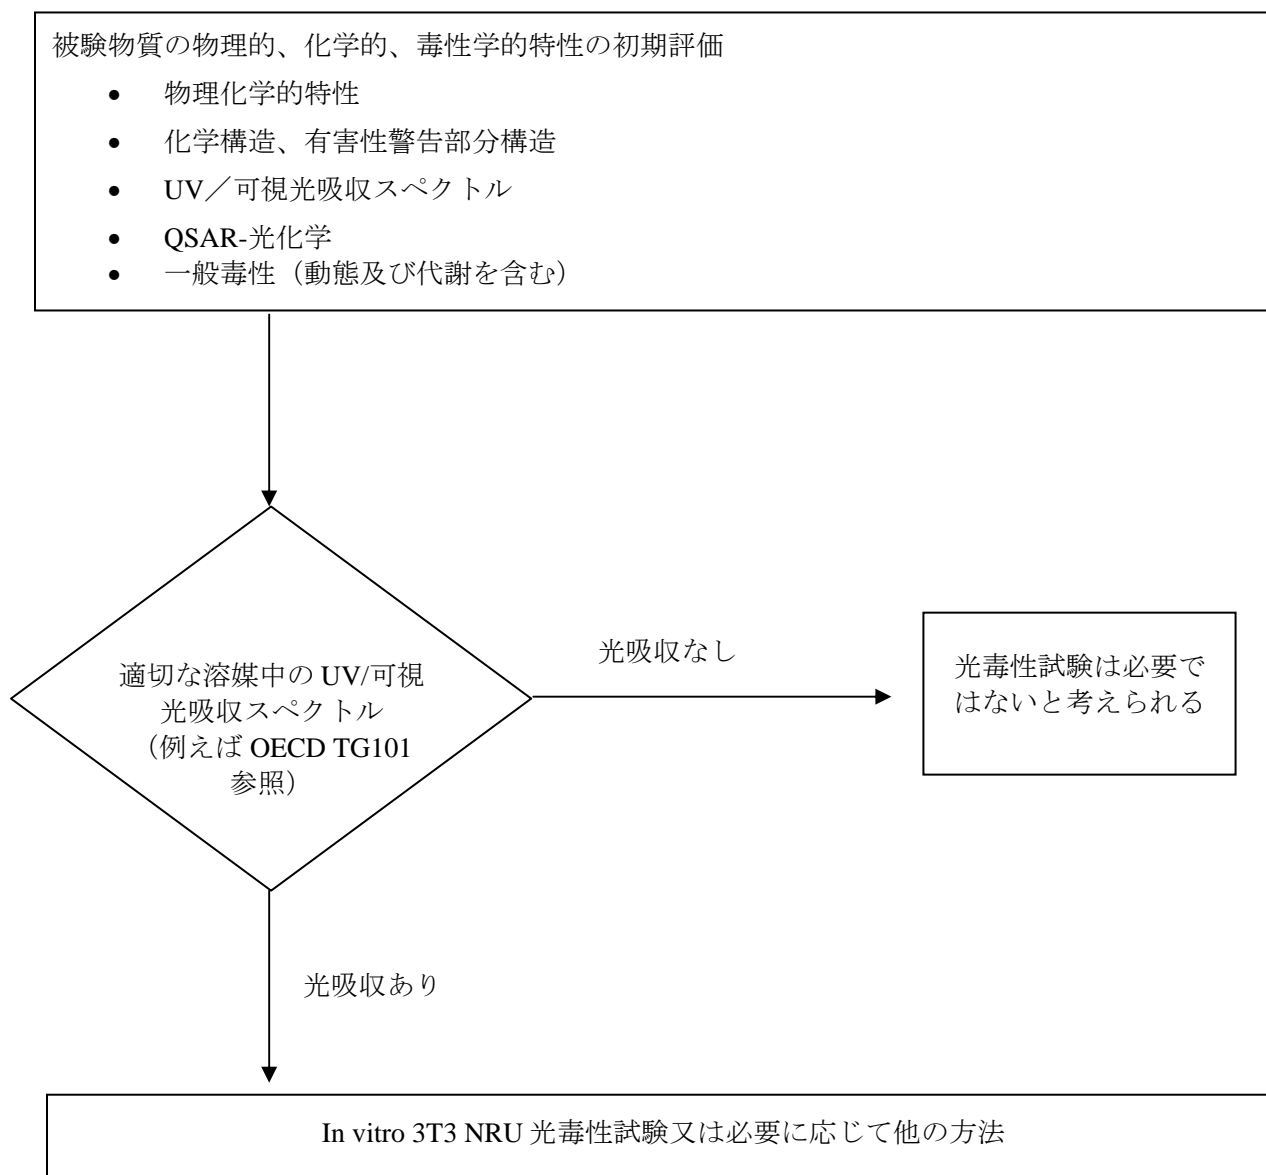 被験物質の物理的、化学的、毒性学的特性の初期評価
• 物理化学的特性
• 化学構造、有害性警告部分構造
• UV／可視光吸収スペクトル
• QSAR-光化学
• 一般毒性（動態及び代謝を含む）
適切な溶媒中の UV/可視
光吸収スペクトル
（例えば OECD TG101
参照）
光吸収なし
光毒性試験は必要で
はないと考えられる
光吸収あり
In vitro 3T3 NRU 光毒性試験又は必要に応じて他の方法